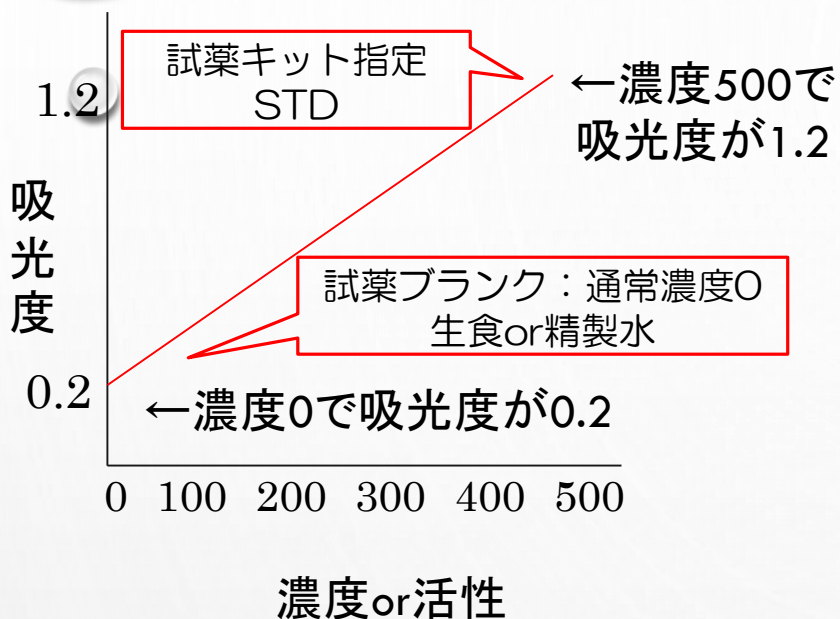 試薬キット指定
STD
1.2
←濃度500で
吸光度が1.2
吸
光
度
試薬ブランク：通常濃度0
生食or精製水
0.2
←濃度0で吸光度が0.2
0 100 200 300 400 500
濃度or活性